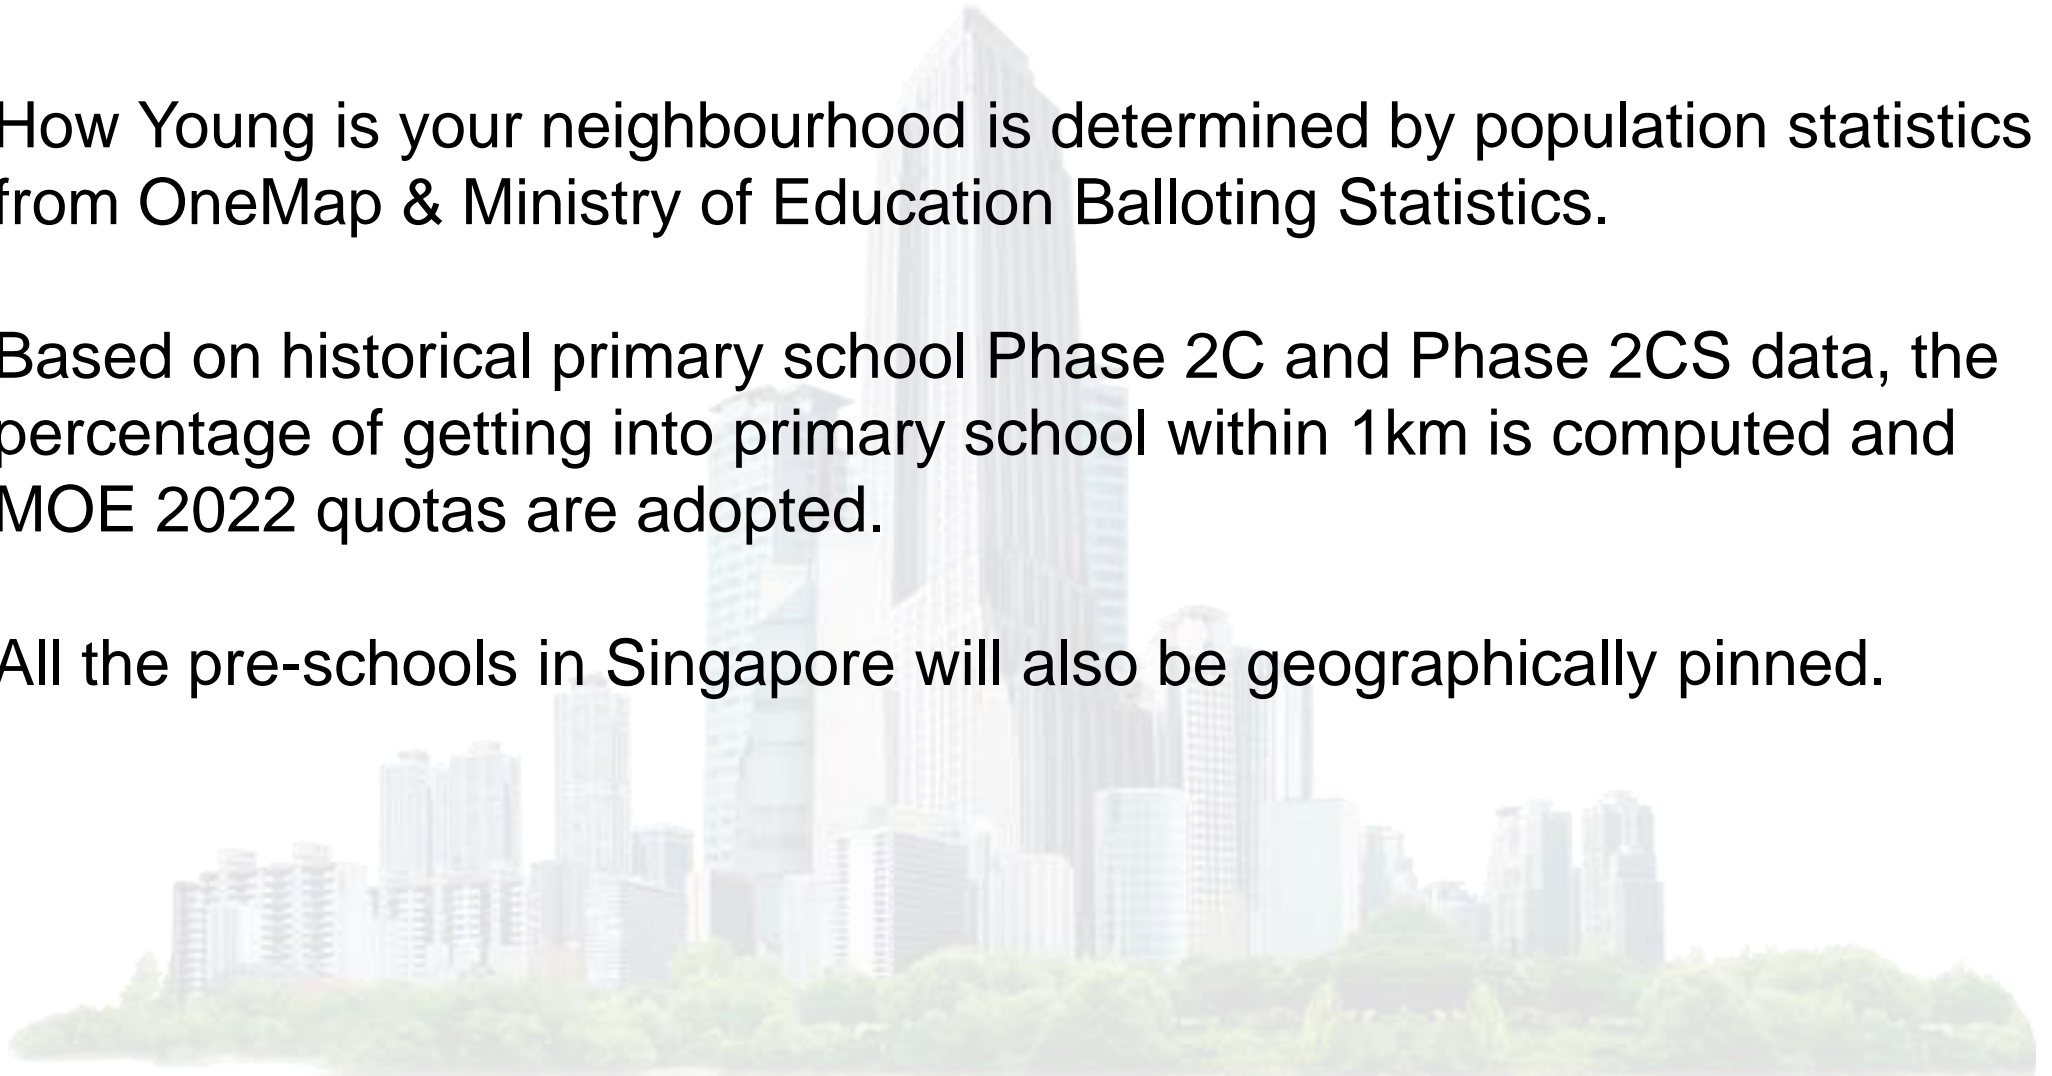 How Young is your neighbourhood is determined by population statistics
from OneMap & Ministry of Education Balloting Statistics.
Based on historical primary school Phase 2C and Phase 2CS data, the
percentage of getting into primary school within 1km is computed and
MOE 2022 quotas are adopted.
All the pre-schools in Singapore will also be geographically pinned.